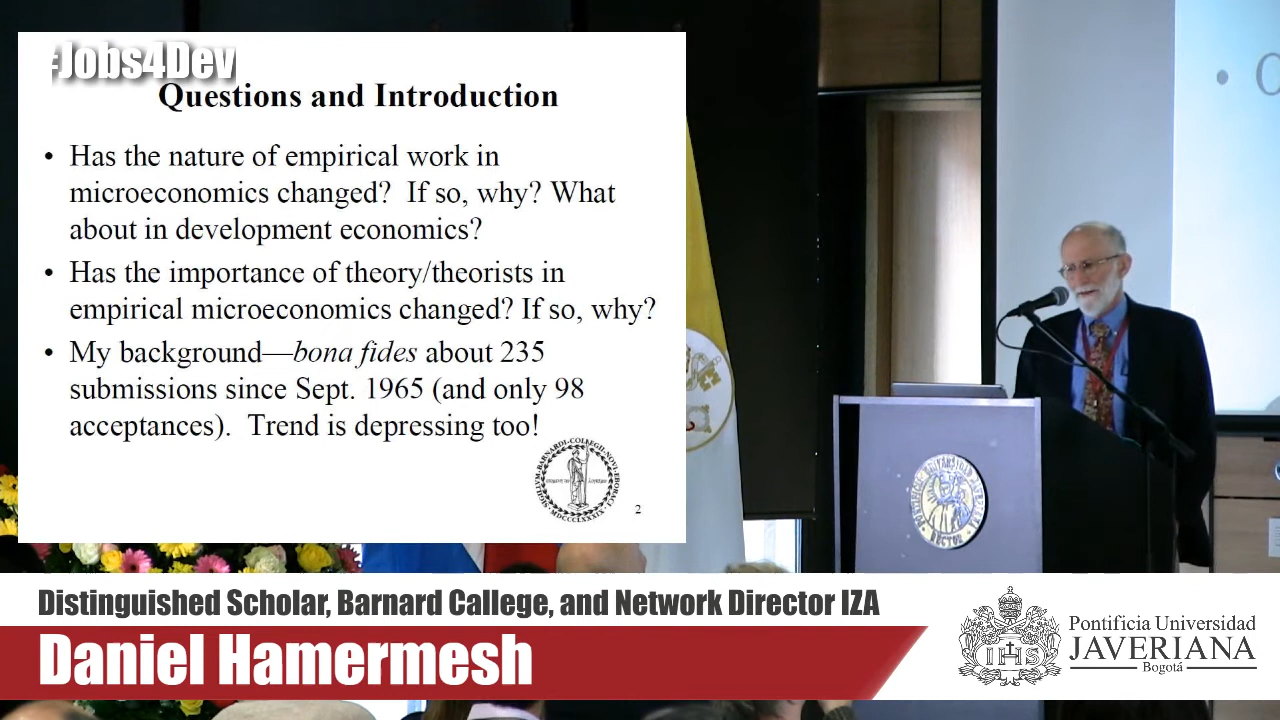 #Jobs4Dev
Questions and Introduction
• Has the nature of empirical work in
microeconomics changed? If so, why? What
about in development economics?
• Has the importance of theory/theorists in
empirical microeconomics changed? If so, why?
• My background—bona fides about 235
submissions since Sept. 1965 (and only 98
acceptances). Trend is depressing too!
2
Distinguished Scholar, Barnard Callege, and Network Director IZA
Daniel Hamermesh
IHS
Pontificia Universidad
JAVERIANA
Bogotá